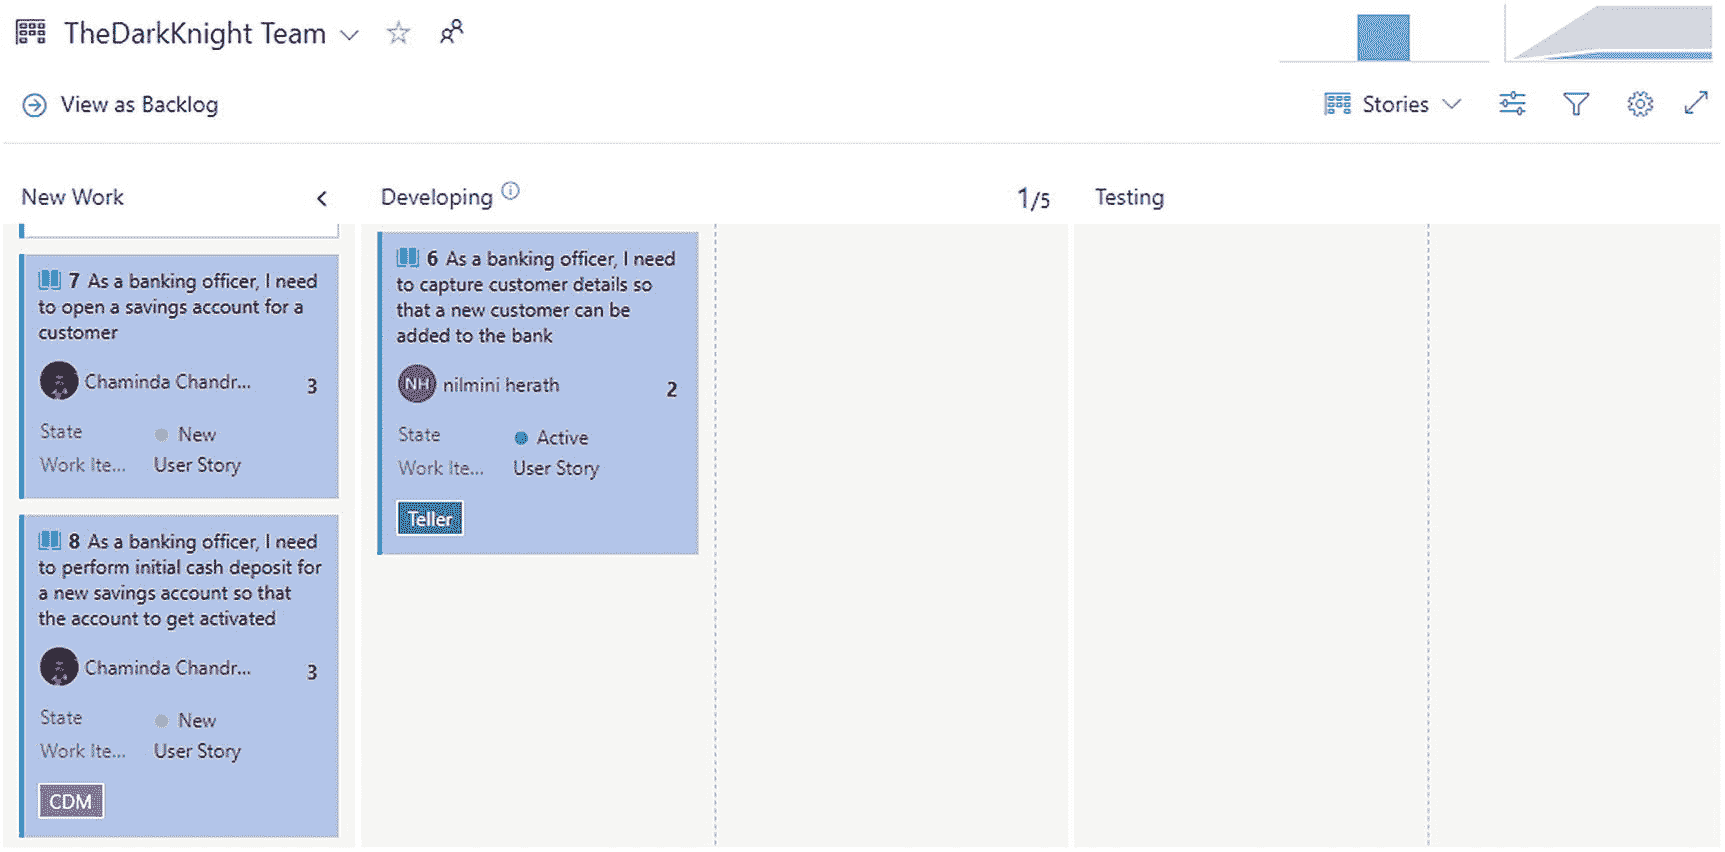 TheDarkKnight Team
View as Backlog
Stories
New Work
Developing
1/5
Testing
7 As a banking officer, I need
to open a savings account for a
customer
Chaminda Chandr...
3
State
New
Work Ite...
User Story
8 As a banking officer, I need
to perform initial cash deposit for
a new savings account so that
the account to get activated
Chaminda Chandr...
3
State
New
Work Ite...
User Story
CDM
6 As a banking officer, I need
to capture customer details so
that a new customer can be
added to the bank
NH
nilmini herath
2
State
Active
Work Ite...
User Story
Teller